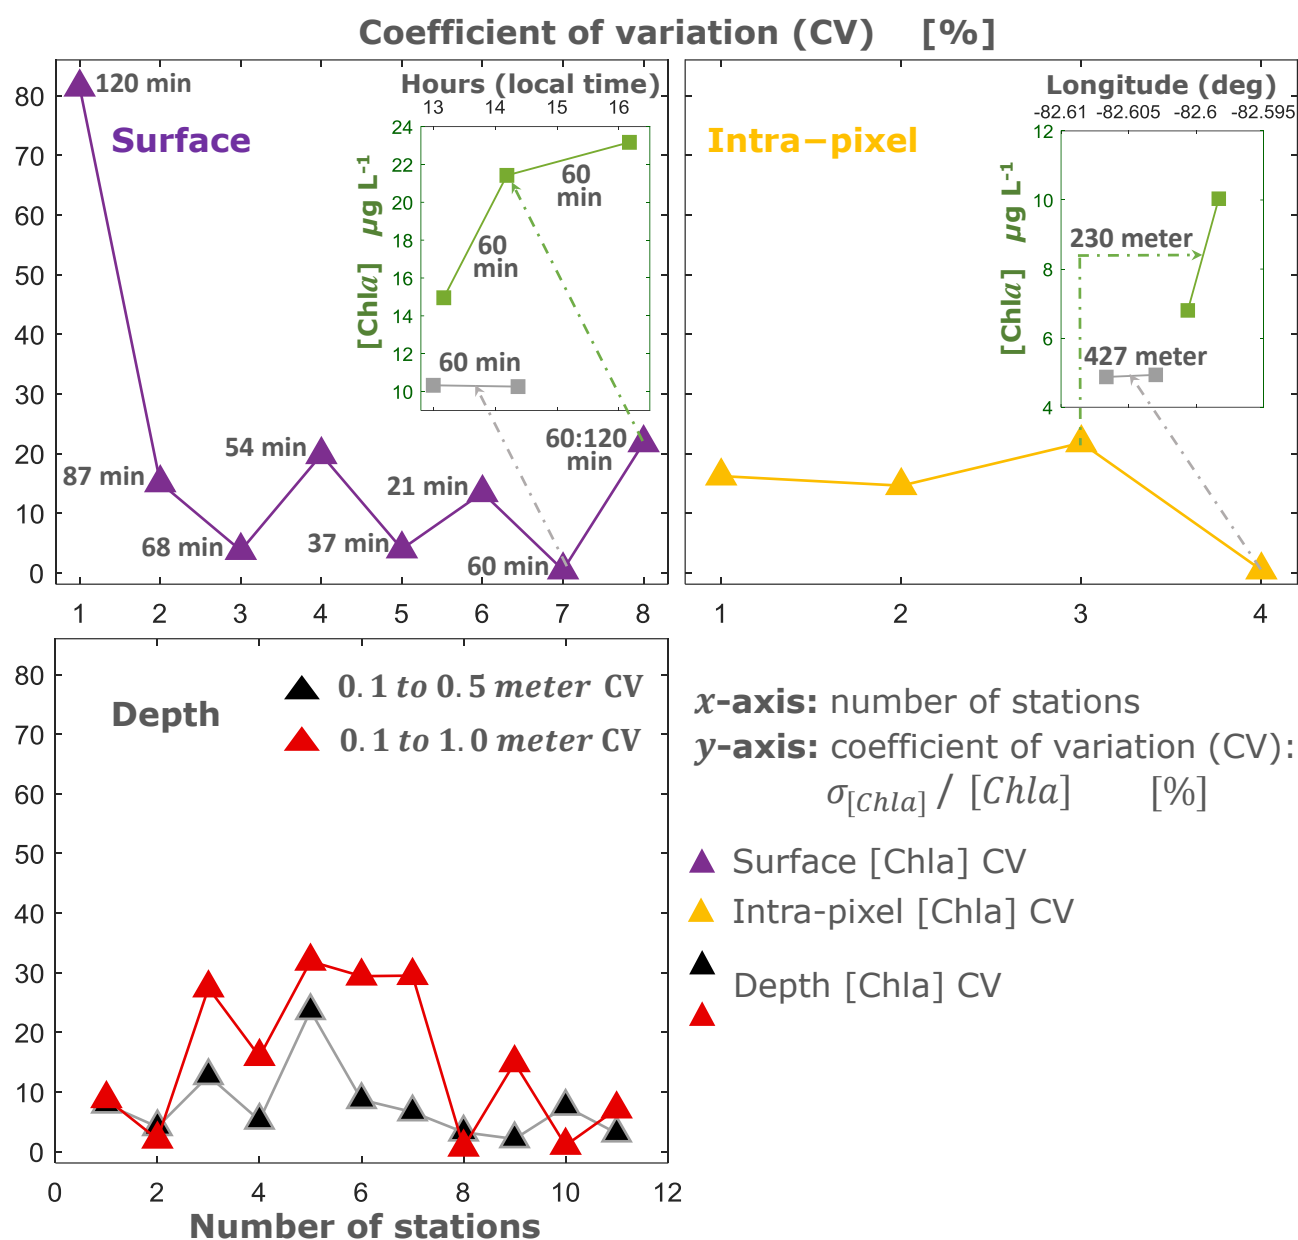 Coefficient of variation (CV) [%]
80
70
60
50
40
30
20
10
0
1 2 3 4 5 6 7 8
Surface
120 min
87 min
68 min
54 min
37 min
21 min
60 min
60:120
min
Hours (local time)
13 14 15 16
24
22
20
18
16
14
12
10
[Chla] µg L-1
60
min
60
min
60 min
Intra−pixel
1 2 3 4
Longitude (deg)
-82.61 -82.605 -82.6 -82.595
12
10
8
6
4
[Chla] µg L-1
230 meter
427 meter
80
70
60
50
40
30
20
10
0
0 2 4 6 8 10 12
Number of stations
Depth
0.1 to 0.5 meter CV
0.1 to 1.0 meter CV
x-axis: number of stations
y-axis: coefficient of variation (CV):
σ[Chla] / [Chla] [%]
Surface [Chla] CV
Intra-pixel [Chla] CV
Depth [Chla] CV